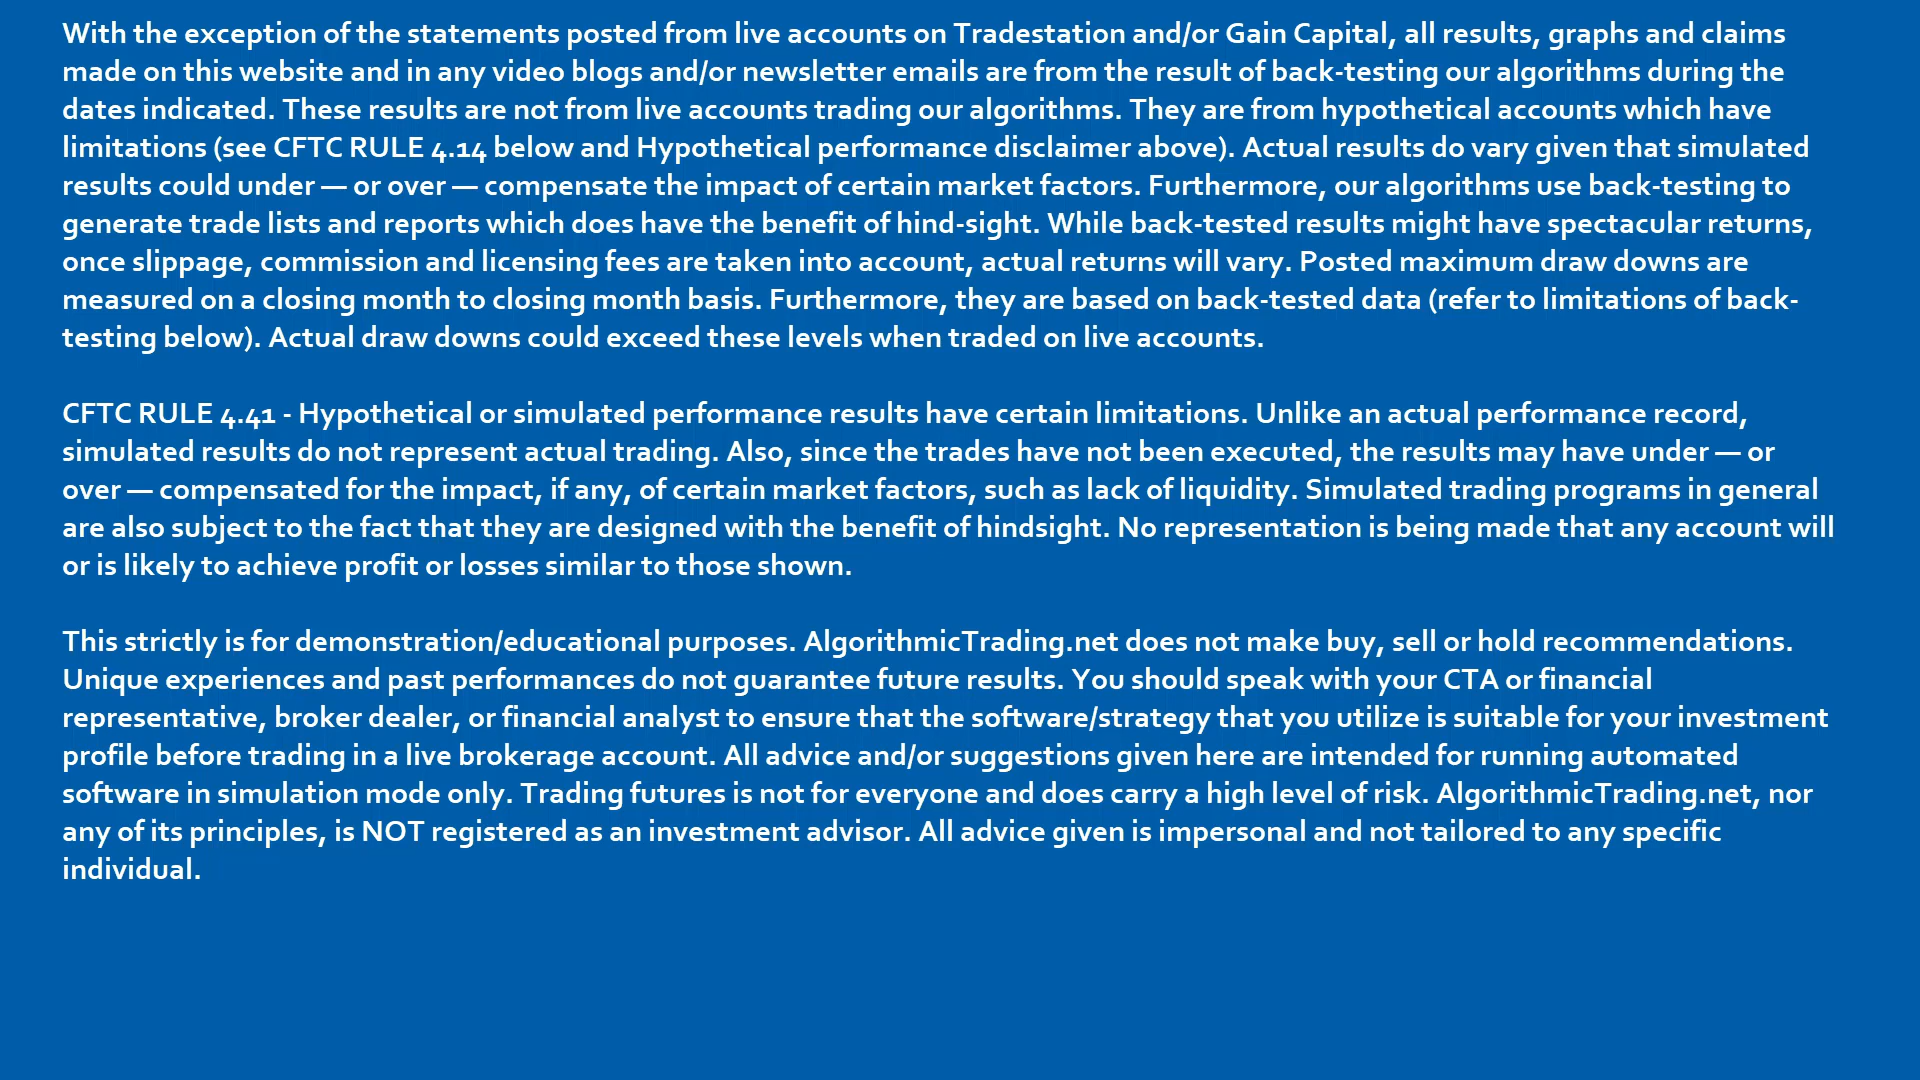 With the exception of the statements posted from live accounts on Tradestation and/or Gain Capital, all results, graphs and claims
made on this website and in any video blogs and/or newsletter emails are from the result of back-testing our algorithms during the
dates indicated. These results are not from live accounts trading our algorithms. They are from hypothetical accounts which have
limitations (see CFTC RULE 4.14 below and Hypothetical performance disclaimer above). Actual results do vary given that simulated
results could under — or over — compensate the impact of certain market factors. Furthermore, our algorithms use back-testing to
generate trade lists and reports which does have the benefit of hind-sight. While back-tested results might have spectacular returns,
once slippage, commission and licensing fees are taken into account, actual returns will vary. Posted maximum draw downs are
measured on a closing month to closing month basis. Furthermore, they are based on back-tested data (refer to limitations of back-
testing below). Actual draw downs could exceed these levels when traded on live accounts.
CFTC RULE 4.41 - Hypothetical or simulated performance results have certain limitations. Unlike an actual performance record,
simulated results do not represent actual trading. Also, since the trades have not been executed, the results may have under — or
over — compensated for the impact, if any, of certain market factors, such as lack of liquidity. Simulated trading programs in general
are also subject to the fact that they are designed with the benefit of hindsight. No representation is being made that any account will
or is likely to achieve profit or losses similar to those shown.
This strictly is for demonstration/educational purposes. AlgorithmicTrading.net does not make buy, sell or hold recommendations.
Unique experiences and past performances do not guarantee future results. You should speak with your CTA or financial
representative, broker dealer, or financial analyst to ensure that the software/strategy that you utilize is suitable for your investment
profile before trading in a live brokerage account. All advice and/or suggestions given here are intended for running automated
software in simulation mode only. Trading futures is not for everyone and does carry a high level of risk. AlgorithmicTrading.net, nor
any of its principles, is NOT registered as an investment advisor. All advice given is impersonal and not tailored to any specific
individual.